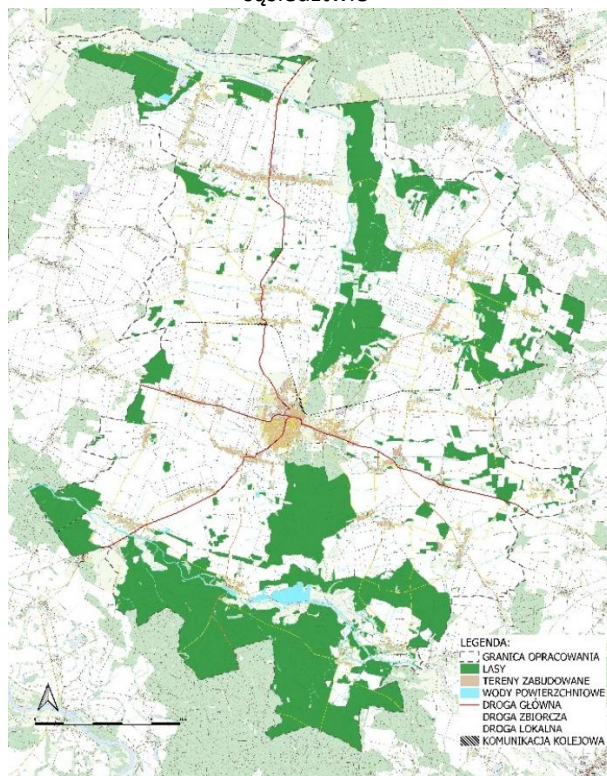 LEGENDA:
GRANICA OPRACOWANIA
LASY
TERENY ZABUDOWANE
WODY POWIERZCHNIOWE
DROGA GŁÓWNA
DROGA ZBIORCZA
DROGA LOKALNA
KOMUNIKACJA KOLEJOWA